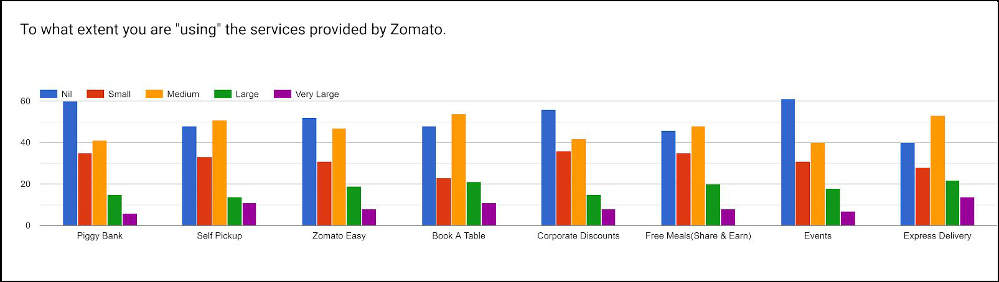 To what extent you are "using" the services provided by Zomato.
Nil Small Medium Large Very Large
60
40
20
0
Piggy Bank Self Pickup Zomato Easy Book A Table Corporate Discounts Free Meals(Share & Earn) Events Express Delivery